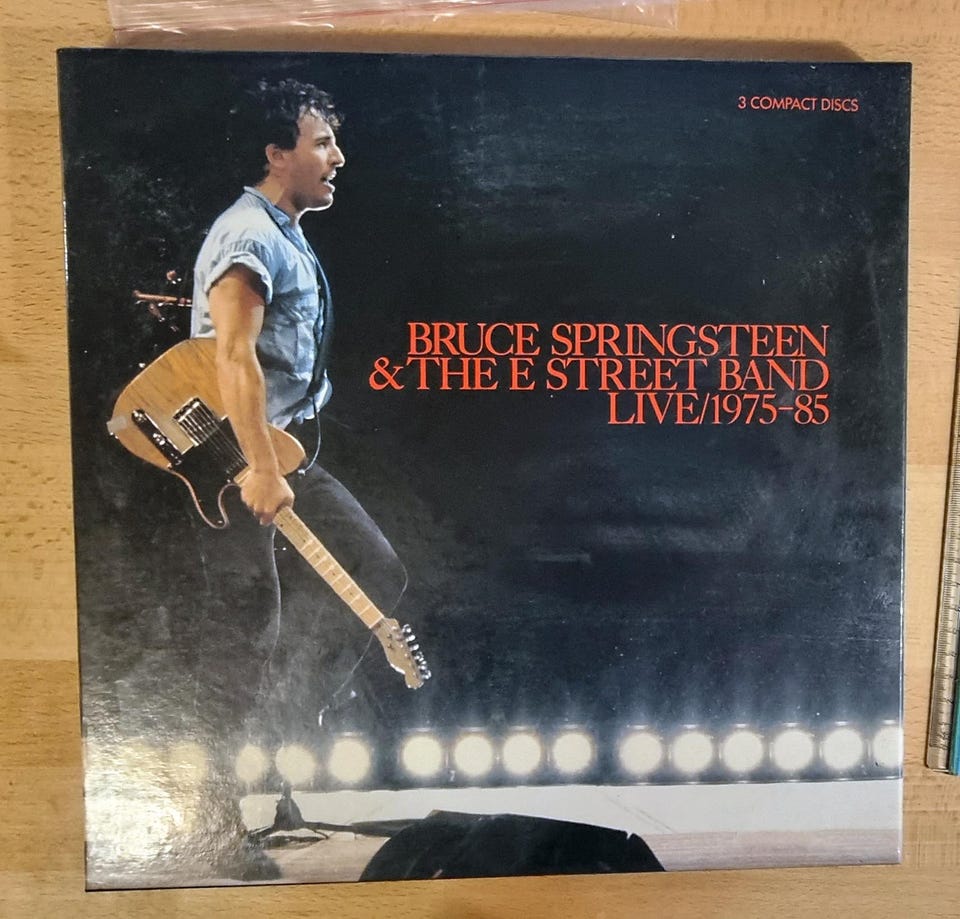 3 COMPACT DISCS
BRUCE SPRINGSTEEN
& THE E STREET BAND
LIVE/1975-85